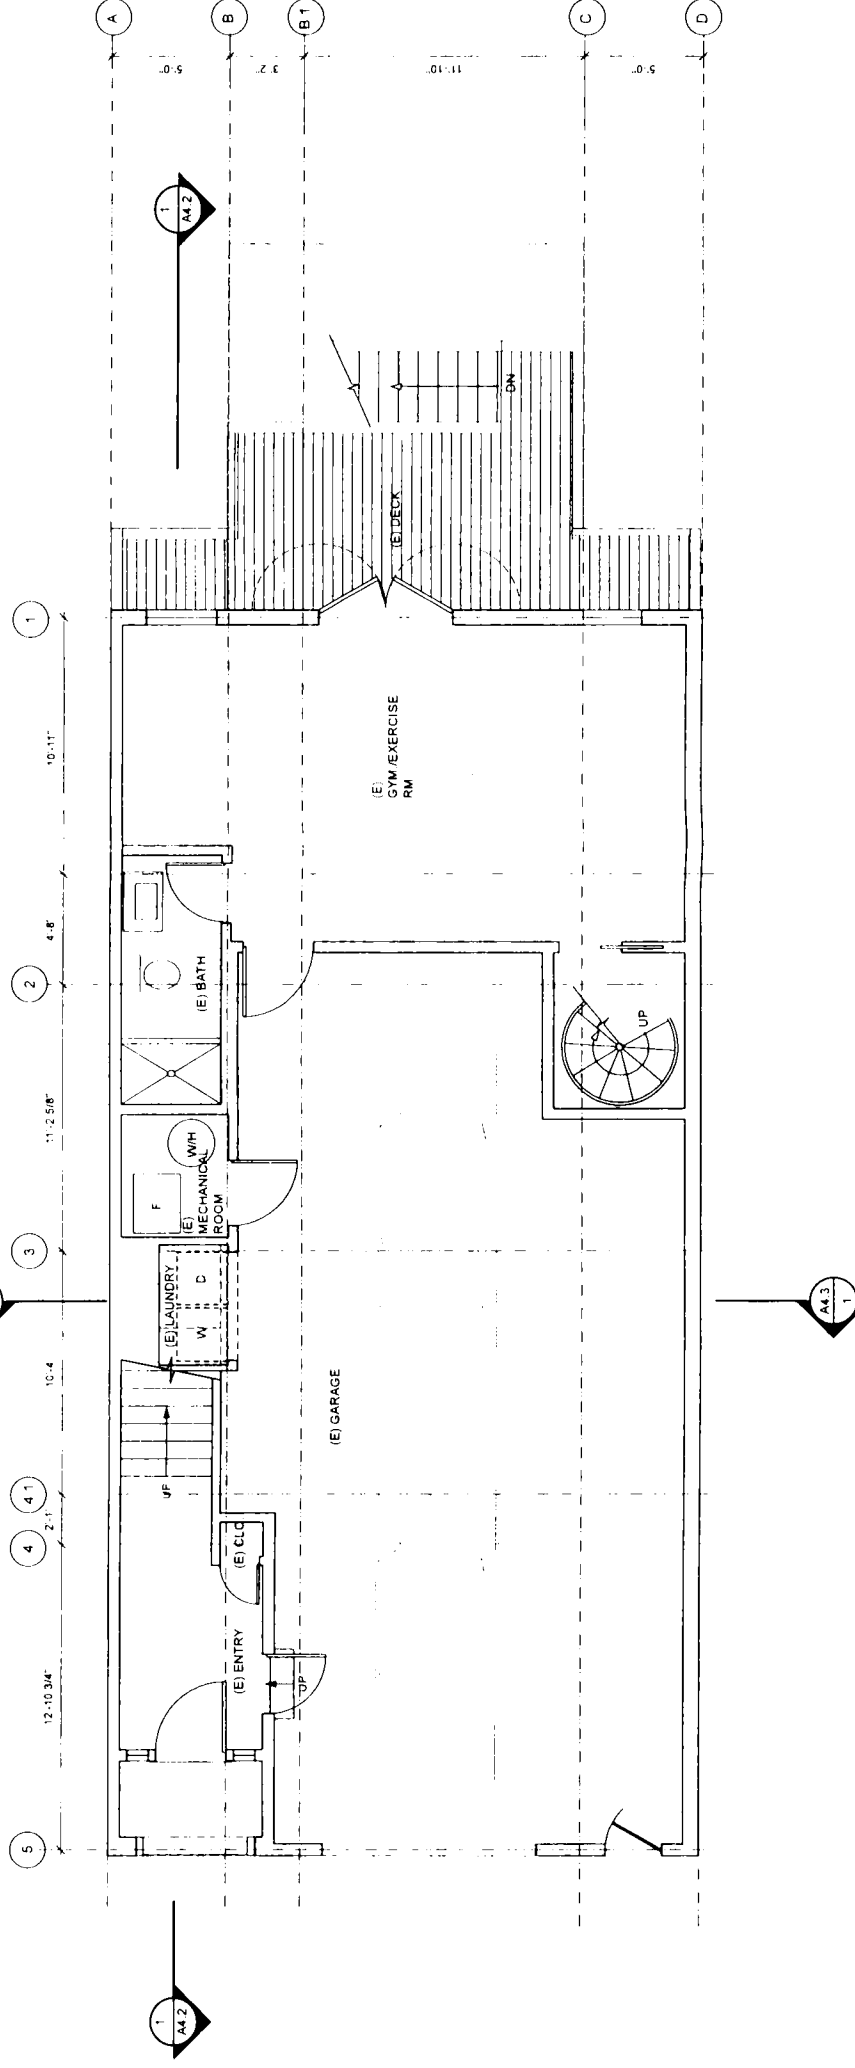 A
B
B.1
C
D
5'-0"
3'-2"
11'-10"
5'-0"
1
A4.2
DN
(E) DECK
1
10'-11"
(E)
GYM./EXERCISE
RM
4'-8"
2
(E) BATH
UP
11'-2 5/8"
W/H
F
(E)
MECHANICAL
ROOM
3
(E) LAUNDRY
W
D
A4.3
1
10'-4
(E) GARAGE
UP
4.1
2'-1"
4
(E) CLO
(E) ENTRY
UP
12'-10 3/4"
5
1
A4.2